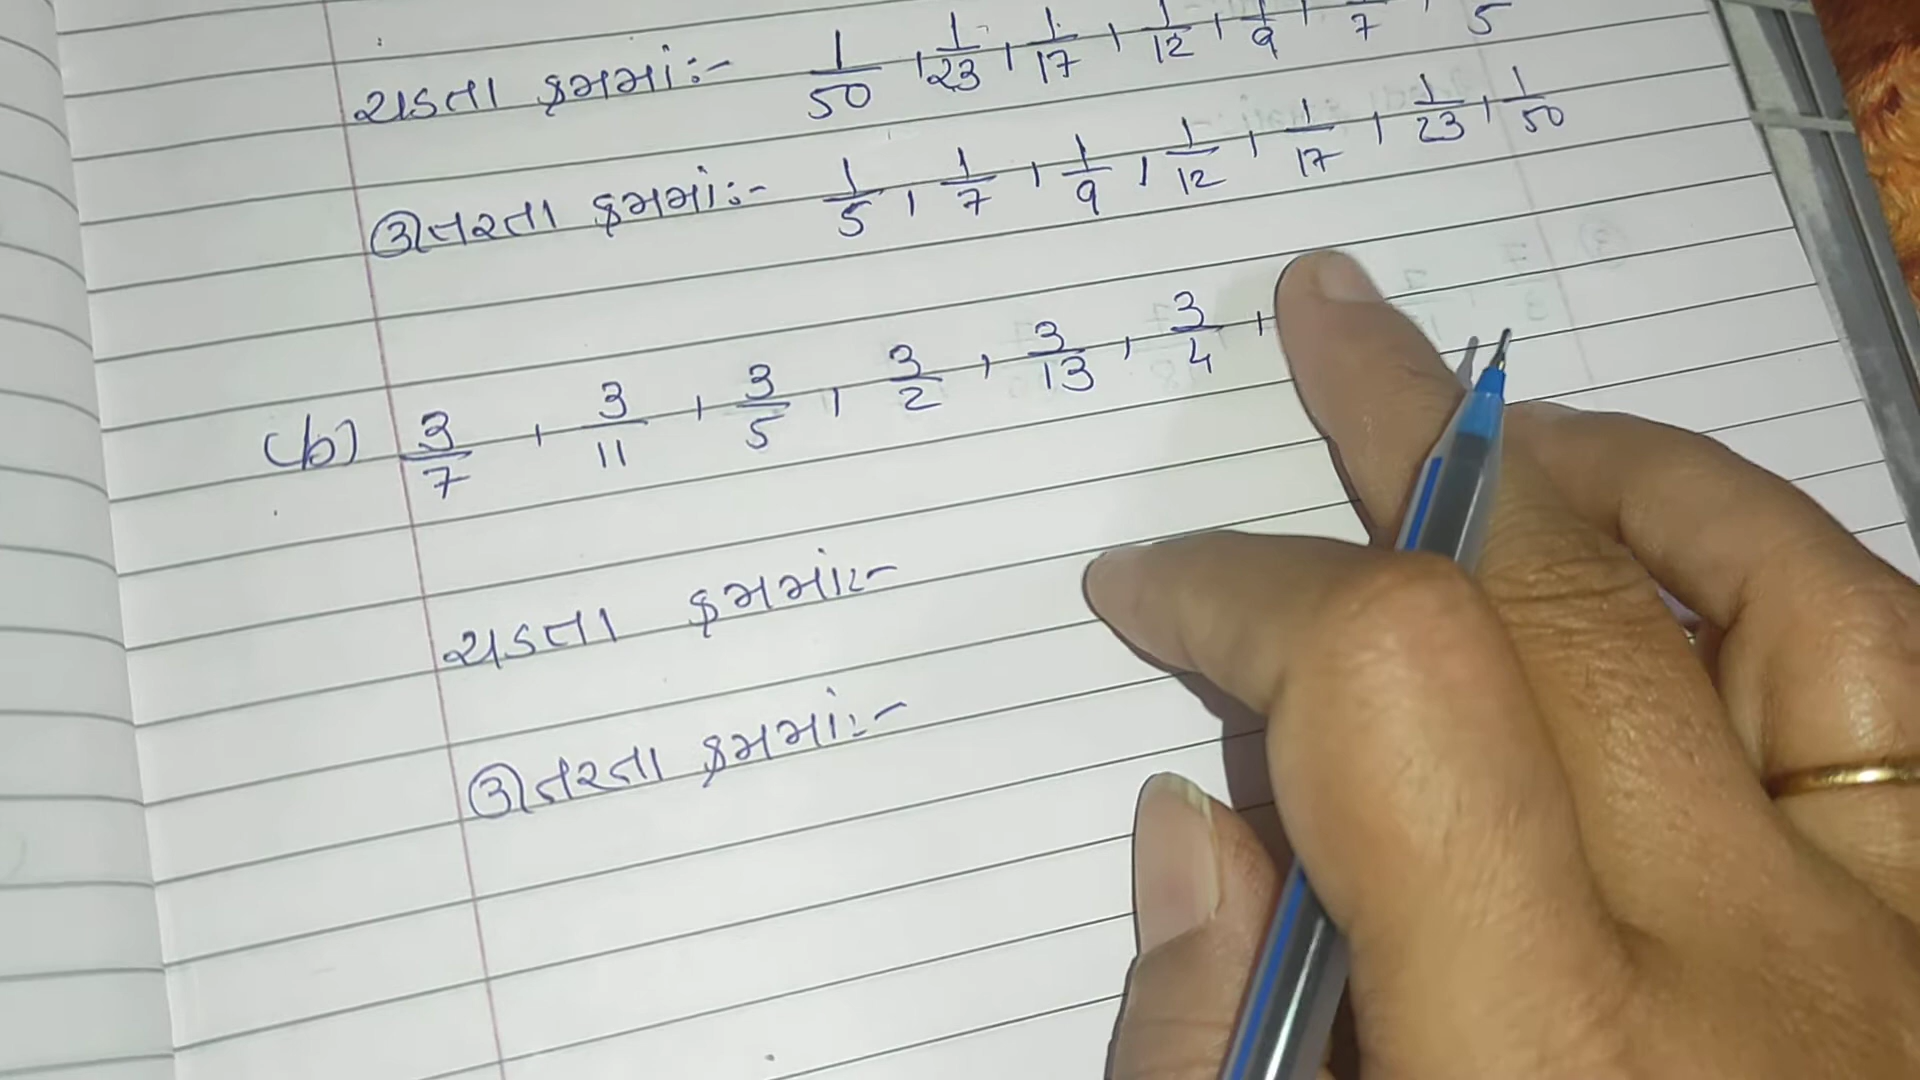 ચડતા ક્રમમાં:- 1/50 , 1/23 , 1/17 , 1/12 , 1/9 , 1/7 , 1/5
ઊતરતા ક્રમમાં:- 1/5 , 1/7 , 1/9 , 1/12 , 1/17 , 1/23 , 1/50
(b) 3/7 , 3/11 , 3/5 , 3/2 , 3/13 , 3/4 ,
ચડતા ક્રમમાં:-
ઊતરતા ક્રમમાં:-